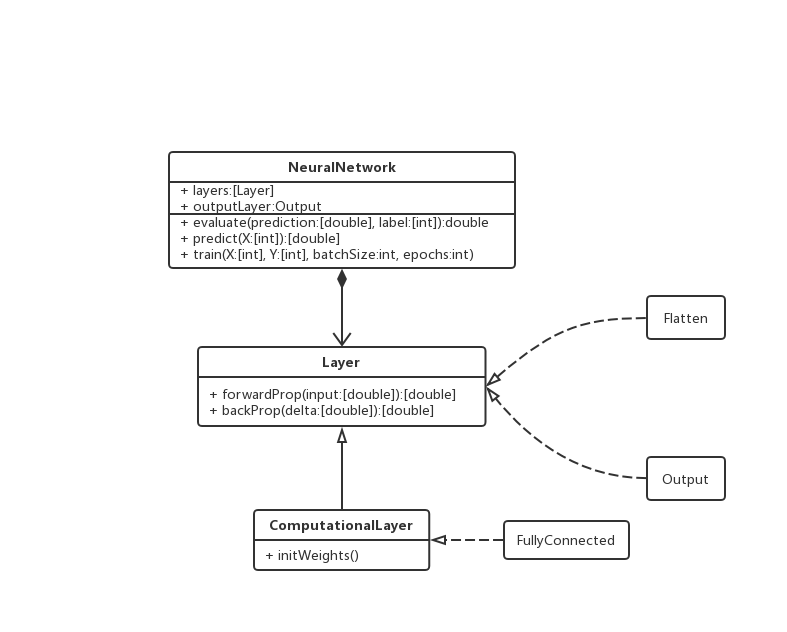 NeuralNetwork
+ layers:[Layer]
+ outputLayer:Output
+ evaluate(prediction:[double], label:[int]):double
+ predict(X:[int]):[double]
+ train(X:[int], Y:[int], batchSize:int, epochs:int)
Flatten
Layer
+ forwardProp(input:[double]):[double]
+ backProp(delta:[double]):[double]
Output
ComputationalLayer
+ initWeights()
FullyConnected